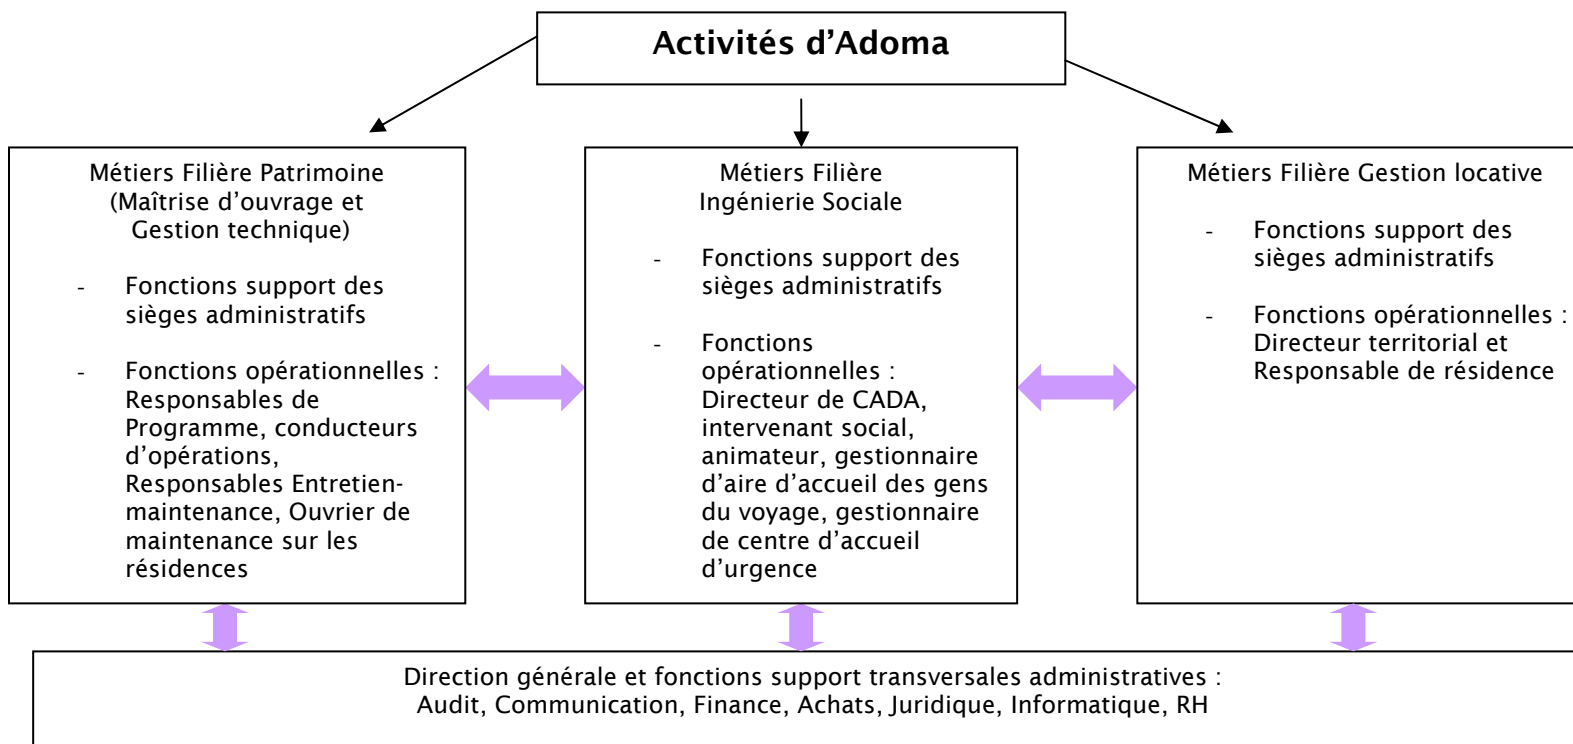 Activités d'Adoma
Métiers Filière Patrimoine
(Maîtrise d'ouvrage et
Gestion technique)
- Fonctions support des
sièges administratifs
- Fonctions opérationnelles :
Responsables de
Programme, conducteurs
d'opérations,
Responsables Entretien-
maintenance, Ouvrier de
maintenance sur les
résidences
Métiers Filière
Ingénierie Sociale
- Fonctions support des
sièges administratifs
- Fonctions
opérationnelles :
Directeur de CADA,
intervenant social,
animateur, gestionnaire
d'aire d'accueil des gens
du voyage, gestionnaire
de centre d'accueil
d'urgence
Métiers Filière Gestion locative
- Fonctions support des
sièges administratifs
- Fonctions opérationnelles :
Directeur territorial et
Responsable de résidence
Direction générale et fonctions support transversales administratives :
Audit, Communication, Finance, Achats, Juridique, Informatique, RH